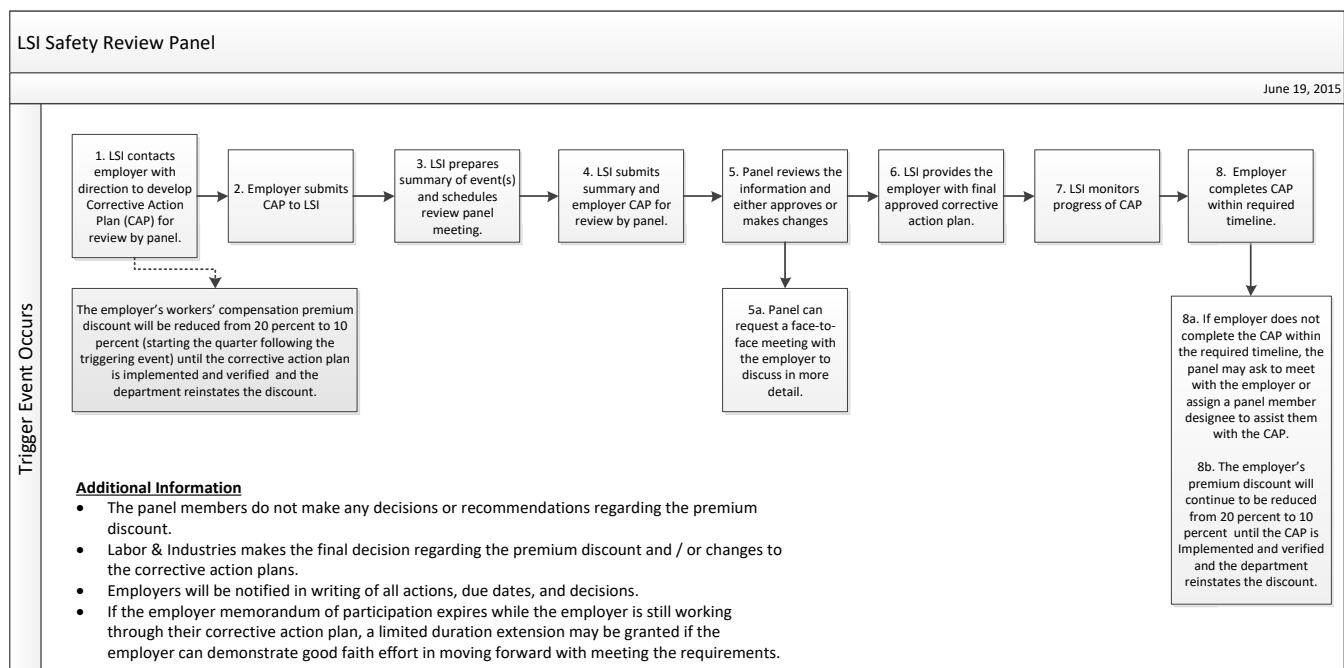 LSI Safety Review Panel
June 19, 2015
Trigger Event Occurs
1. LSI contacts
employer with
direction to develop
Corrective Action
Plan (CAP) for
review by panel.
2. Employer submits
CAP to LSI
3. LSI prepares
summary of event(s)
and schedules
review panel
meeting.
4. LSI submits
summary and
employer CAP for
review by panel.
5. Panel reviews the
information and
either approves or
makes changes
6. LSI provides the
employer with final
approved corrective
action plan.
7. LSI monitors
progress of CAP
8. Employer
completes CAP
within required
timeline.
The employer’s workers’ compensation premium
discount will be reduced from 20 percent to 10
percent (starting the quarter following the
triggering event) until the corrective action plan
is implemented and verified and the
department reinstates the discount.
5a. Panel can
request a face-to-
face meeting with
the employer to
discuss in more
detail.
8a. If employer does not
complete the CAP within
the required timeline, the
panel may ask to meet
with the employer or
assign a panel member
designee to assist them
with the CAP.
8b. The employer’s
premium discount will
continue to be reduced
from 20 percent to 10
percent until the CAP is
Implemented and verified
and the department
reinstates the discount.
Additional Information
• The panel members do not make any decisions or recommendations regarding the premium
discount.
• Labor & Industries makes the final decision regarding the premium discount and / or changes to
the corrective action plans.
• Employers will be notified in writing of all actions, due dates, and decisions.
• If the employer memorandum of participation expires while the employer is still working
through their corrective action plan, a limited duration extension may be granted if the
employer can demonstrate good faith effort in moving forward with meeting the requirements.